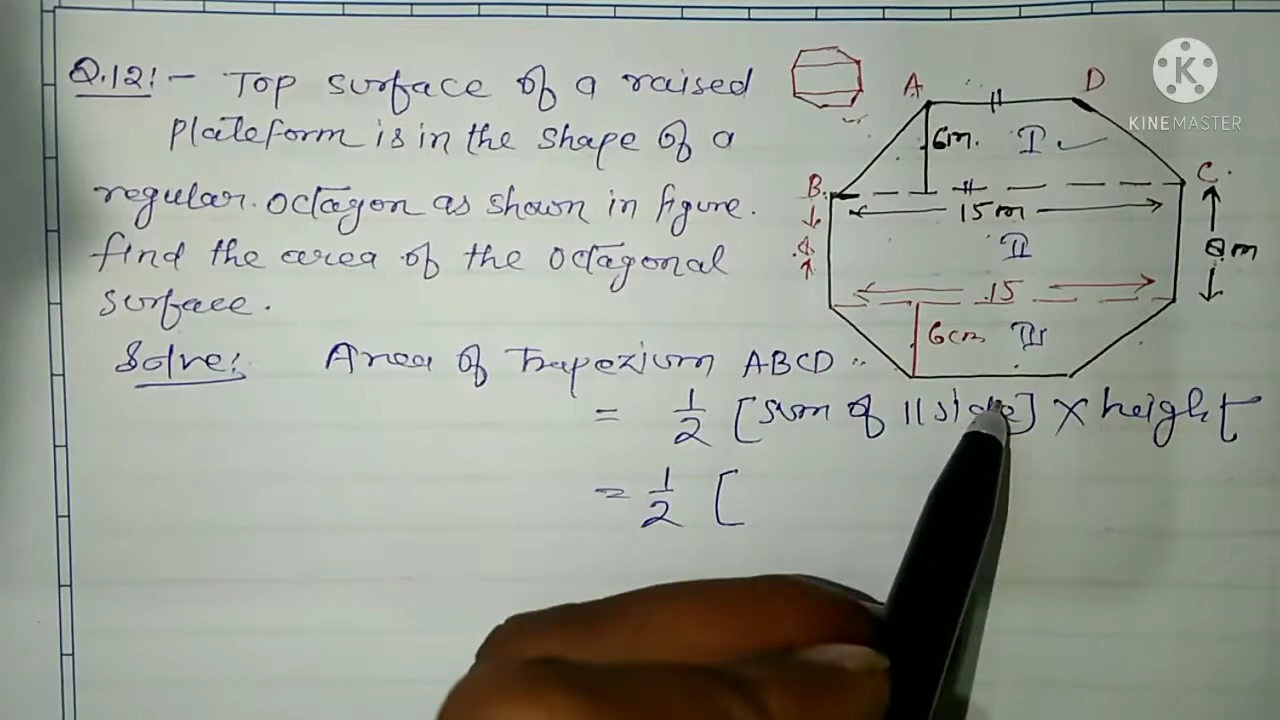 Q.12:- Top surface of a raised
plateform is in the shape of a
regular octagon as shown in figure.
find the area of the octagonal
surface.
Solve: Area of Trapezium ABCD
= 1/2 [sum of || side] × height
= 1/2 [
A
D
6m.
I
B.
C.
15m
II
8m
15
6cm
III
K
KINEMASTER